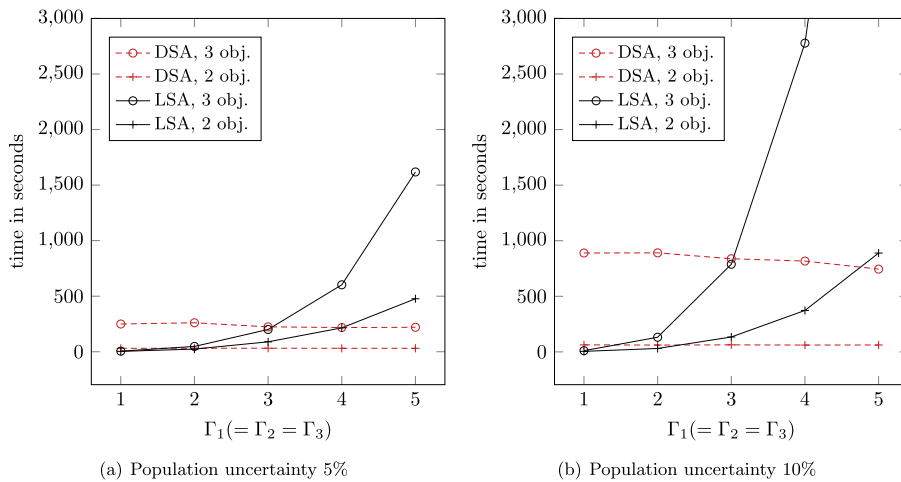 3,000
2,500
2,000
1,500
1,000
500
0
time in seconds
DSA, 3 obj.
DSA, 2 obj.
LSA, 3 obj.
LSA, 2 obj.
1 2 3 4 5
Γ1(= Γ2 = Γ3)
(a) Population uncertainty 5%
3,000
2,500
2,000
1,500
1,000
500
0
time in seconds
DSA, 3 obj.
DSA, 2 obj.
LSA, 3 obj.
LSA, 2 obj.
1 2 3 4 5
Γ1(= Γ2 = Γ3)
(b) Population uncertainty 10%